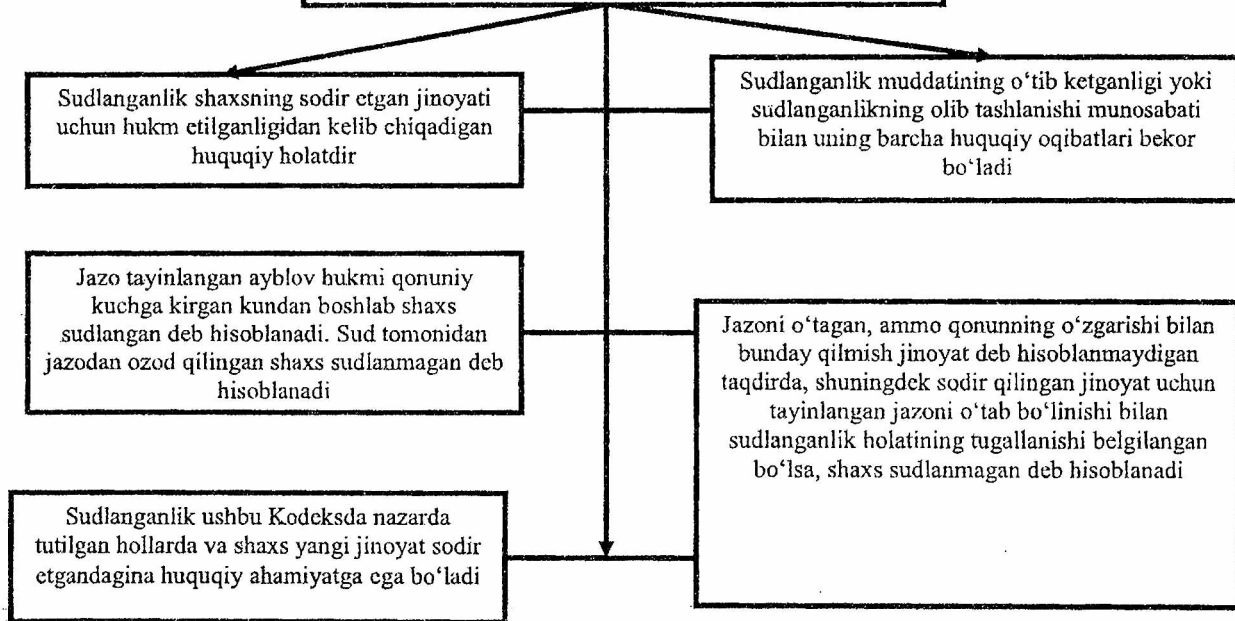 Sudlanganlik shaxsning sodir etgan jinoyati
uchun hukm etilganligidan kelib chiqadigan
huquqiy holatdir
Sudlanganlik muddatining o‘tib ketganligi yoki
sudlanganlikning olib tashlanishi munosabati
bilan uning barcha huquqiy oqibatlari bekor
bo‘ladi
Jazo tayinlangan ayblov hukmi qonuniy
kuchga kirgan kundan boshlab shaxs
sudlangan deb hisoblanadi. Sud tomonidan
jazodan ozod qilingan shaxs sudlanmagan deb
hisoblanadi
Jazoni o‘tagan, ammo qonunning o‘zgarishi bilan
bunday qilmish jinoyat deb hisoblanmaydigan
taqdirda, shuningdek sodir qilingan jinoyat uchun
tayinlangan jazoni o‘tab bo‘linishi bilan
sudlanganlik holatining tugallanishi belgilangan
bo‘lsa, shaxs sudlanmagan deb hisoblanadi
Sudlanganlik ushbu Kodeksda nazarda
tutilgan hollarda va shaxs yangi jinoyat sodir
etgandagina huquqiy ahamiyatga ega bo‘ladi